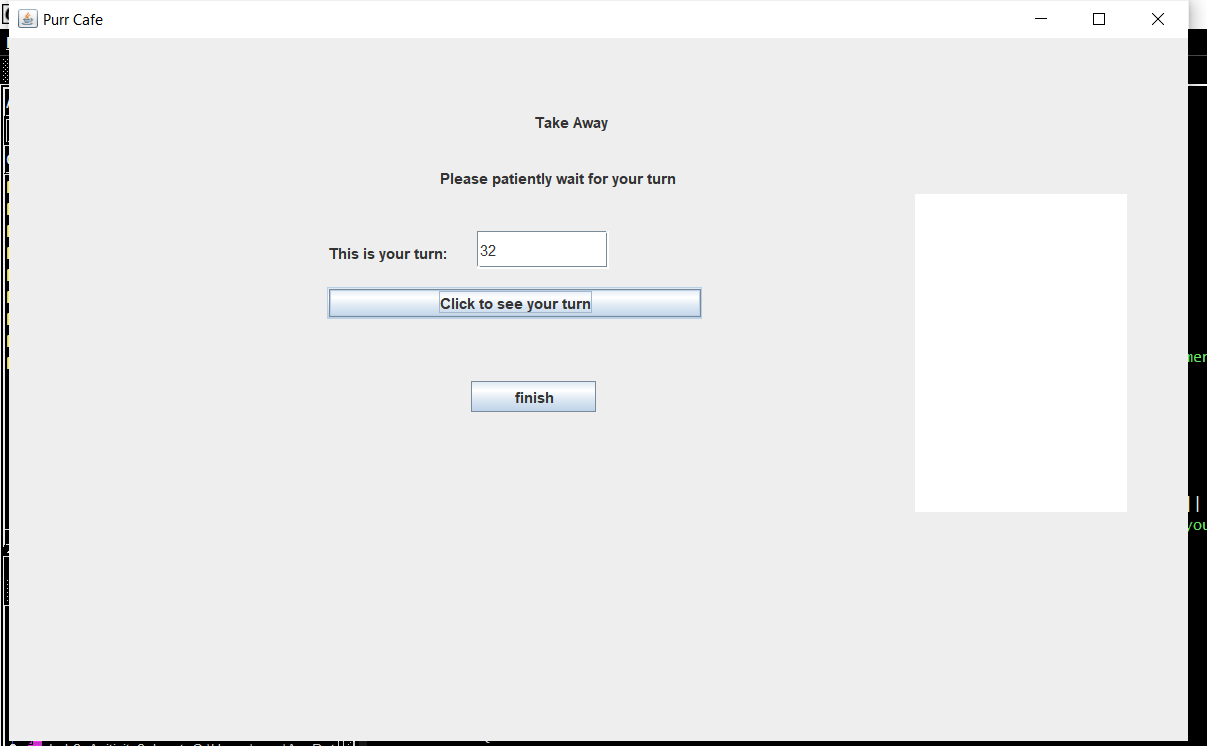 Purr Cafe
Take Away
Please patiently wait for your turn
This is your turn:
32
Click to see your turn
finish